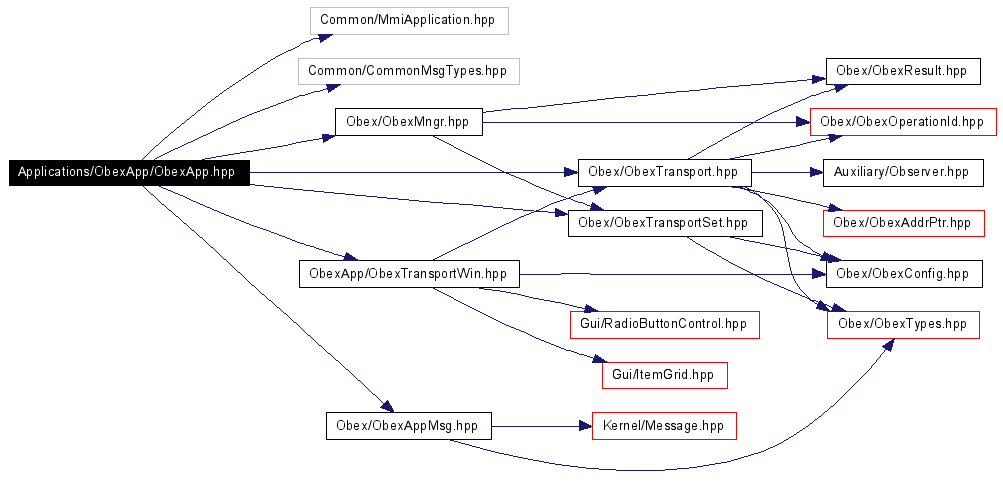 Common/MmiApplication.hpp
Common/CommonMsgTypes.hpp
Obex/ObexResult.hpp
Obex/ObexMngr.hpp
Obex/ObexOperationId.hpp
Applications/ObexApp/ObexApp.hpp
Obex/ObexTransport.hpp
Auxiliary/Observer.hpp
Obex/ObexTransportSet.hpp
Obex/ObexAddrPtr.hpp
ObexApp/ObexTransportWin.hpp
Obex/ObexConfig.hpp
Gui/RadioButtonControl.hpp
Obex/ObexTypes.hpp
Gui/ItemGrid.hpp
Obex/ObexAppMsg.hpp
Kernel/Message.hpp